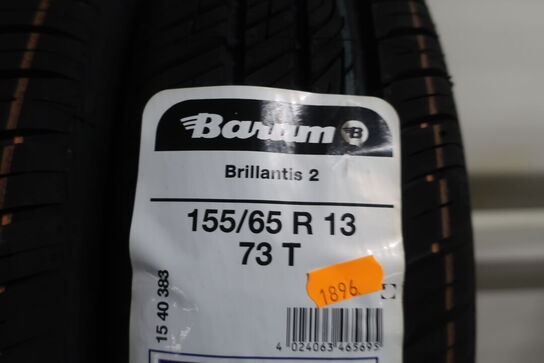 Barum B
Brillantis 2
155/65 R 13
73 T
1896
15 40 383
4 024063 465695